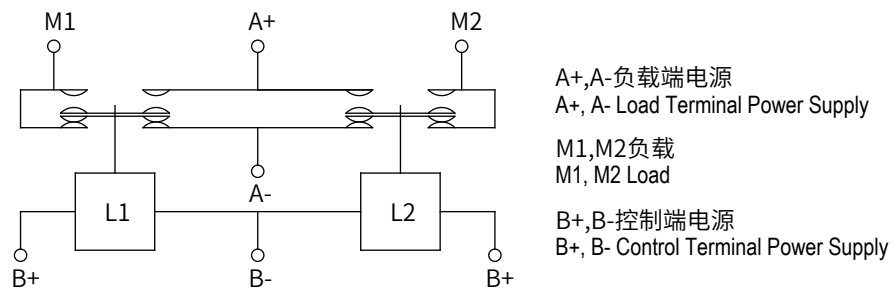 M1
A+
M2
A-
L1
L2
B+
B-
B+
A+,A-负载端电源
A+, A- Load Terminal Power Supply
M1,M2负载
M1, M2 Load
B+,B-控制端电源
B+, B- Control Terminal Power Supply